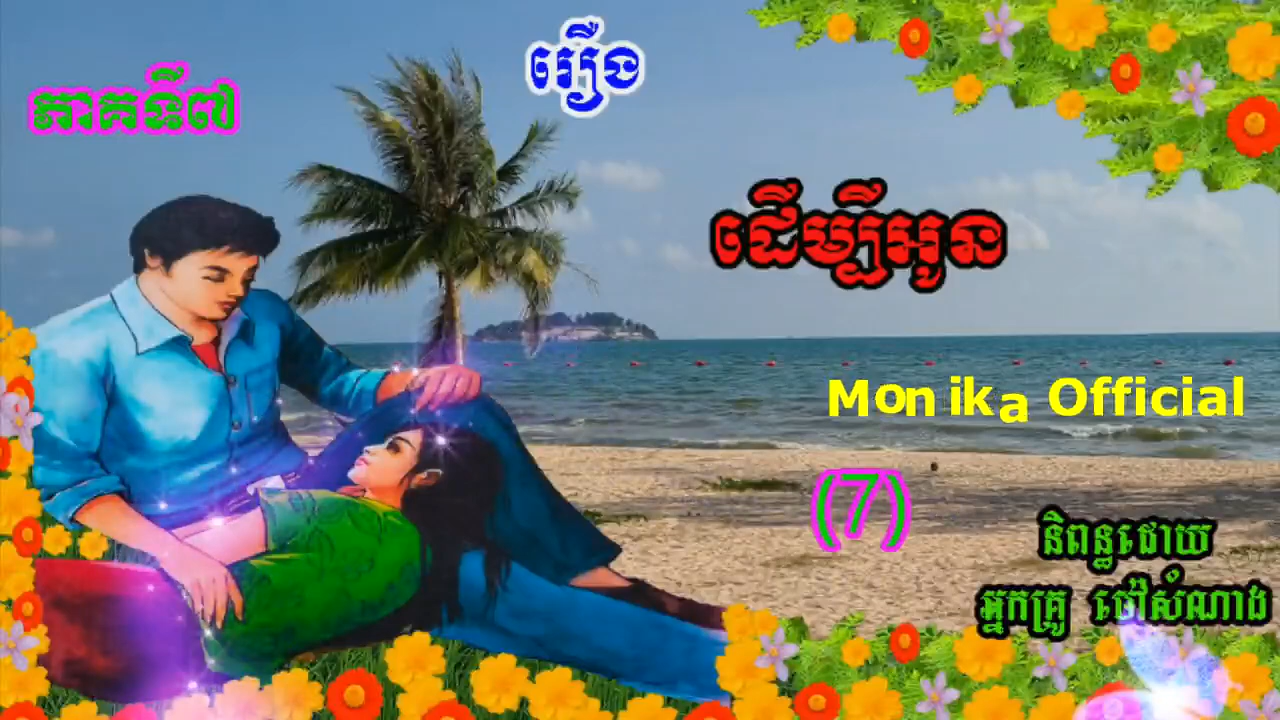 រឿង
ភាគទី៧
ដើម្បីអូន
Monika Official
(7)
និពន្ធដោយ
អ្នកគ្រូ ម៉ៅសំណាង